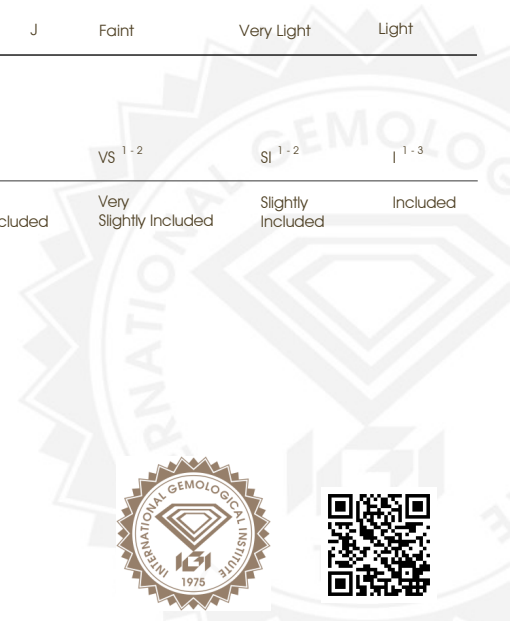 J Faint Very Light Light
VS 1 - 2 SI 1 - 2 I 1 - 3
Very Slightly Included
cluded Slightly Included Included
INTERNATIONAL GEMOLOGICAL INSTITUTE
IGI
1975